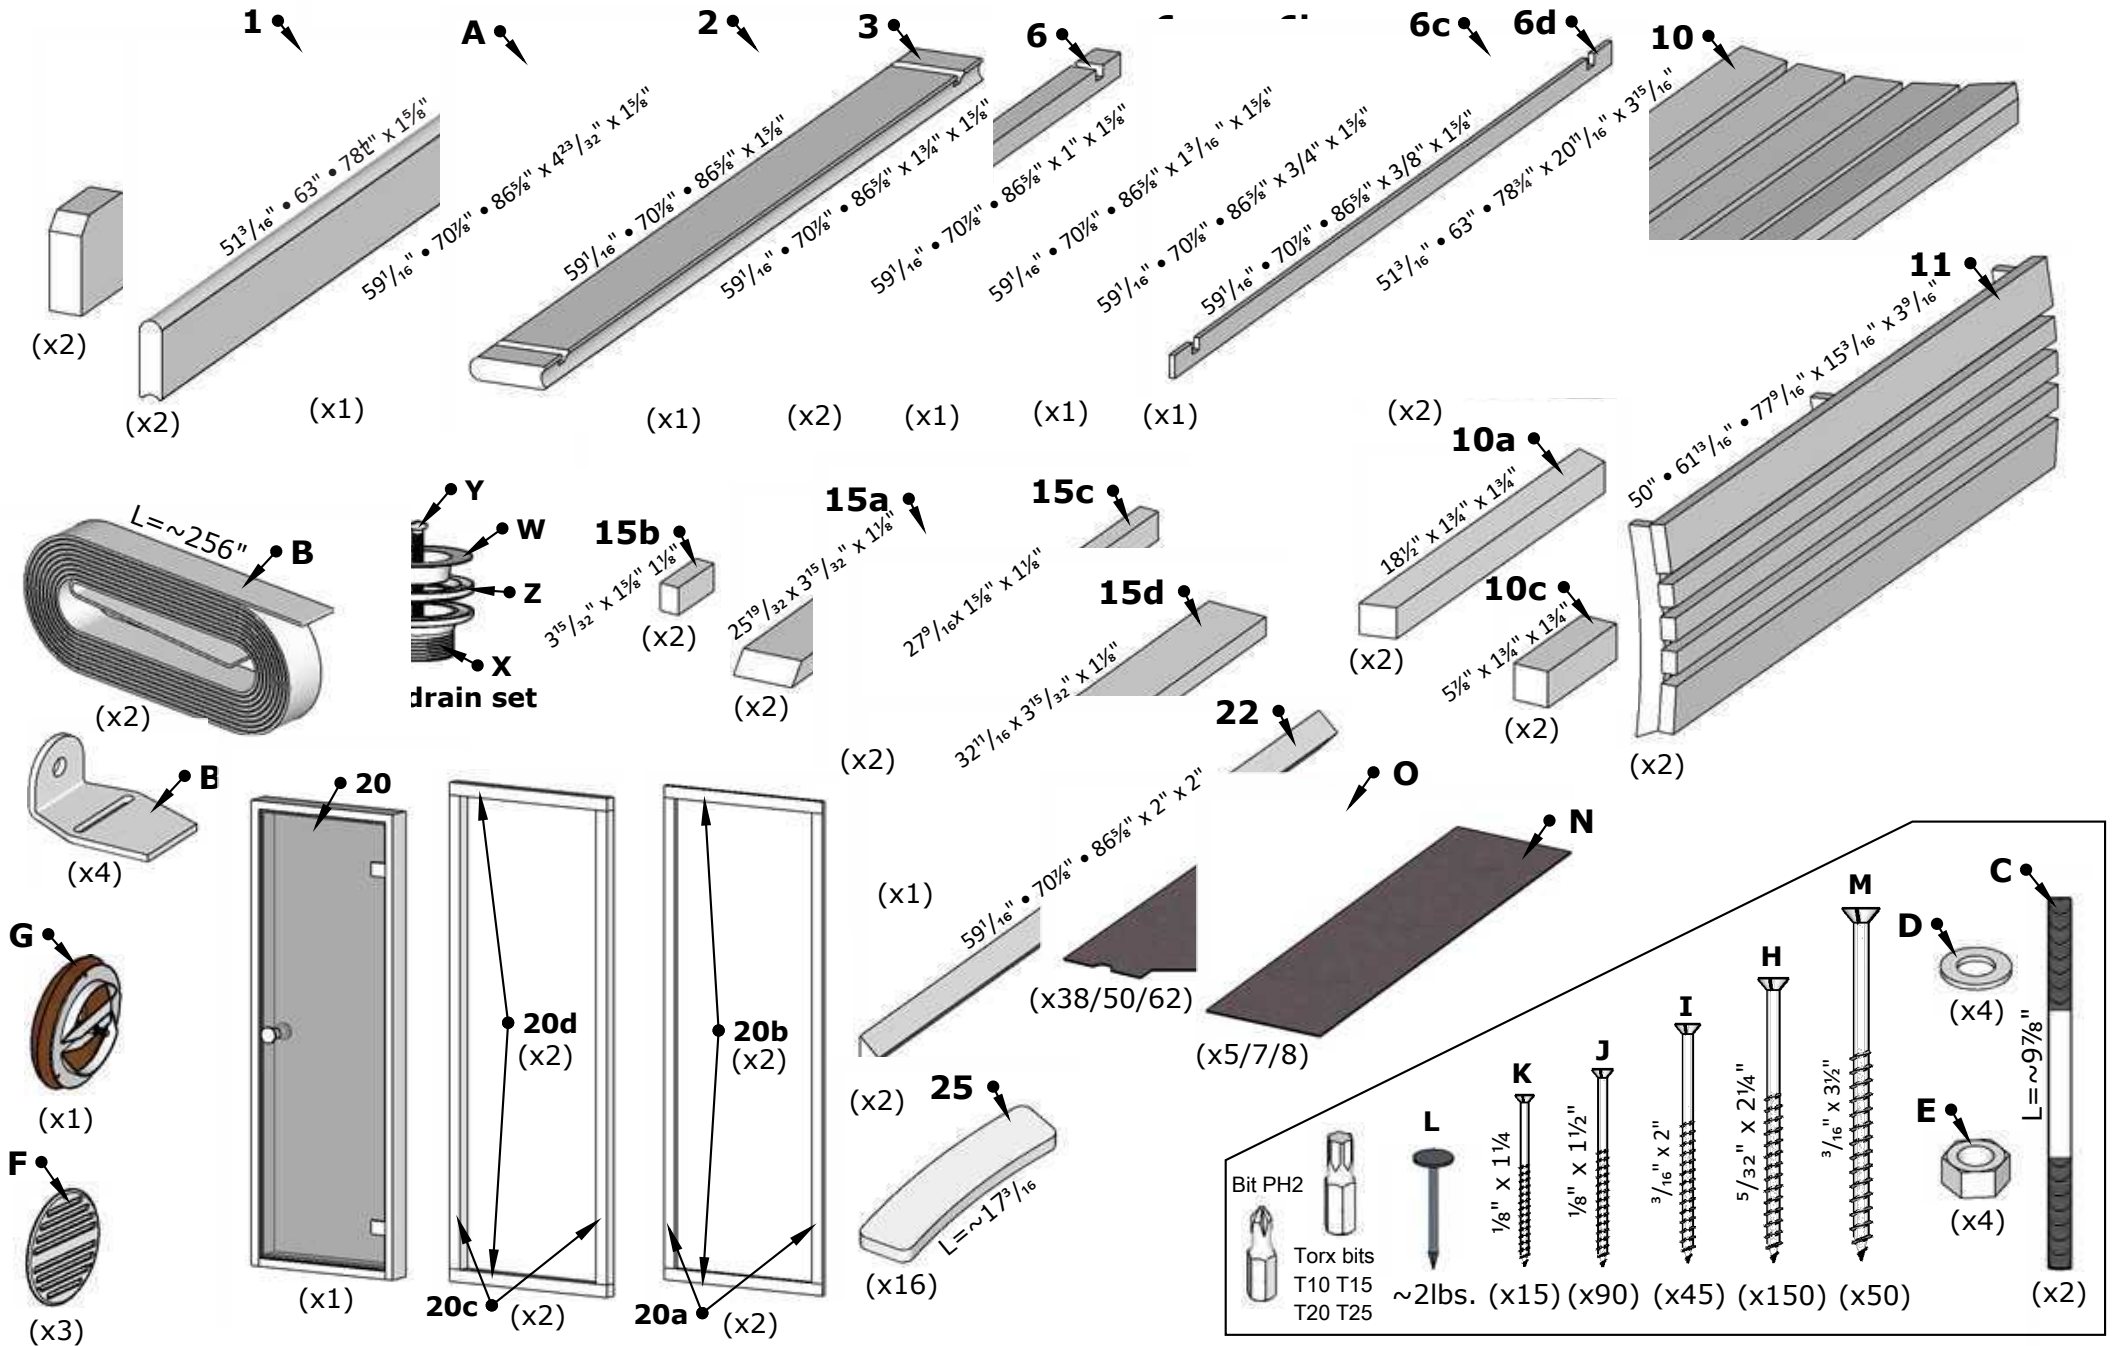 1
A
2
3
6
6c
6d
10
51³/₁₆" • 63"
x 1⅝"
59¹/₁₆" • 70⅞" • 86⅝" x 4²³/₃₂" x 1⅝"
59¹/₁₆" • 70⅞" • 86⅝" x 1⅝"
59¹/₁₆" • 70⅞" • 86⅝" x 1¾" x 1⅝"
59¹/₁₆" • 70⅞" • 86⅝" x 1" x 1⅝"
59¹/₁₆" • 70⅞" • 86⅝" x 1³/₁₆" x 1⅝"
59¹/₁₆" • 70⅞" • 86⅝" x 3/4" x 1⅝"
59¹/₁₆" • 70⅞" • 86⅝" x 3/8" x 1⅝"
51³/₁₆" • 63" • 78¾" x 20¹¹/₁₆" x 3¹⁵/₁₆"
(x2)
(x2)
(x1)
(x1)
(x2)
(x1)
(x1)
(x1)
(x2)
11
50" • 61¹³/₁₆" • 77⁹/₁₆" x 15³/₁₆" x 3⁹/₁₆"
(x2)
L=~256"
B
(x2)
Y
W
Z
X
drain set
15b
3¹⁵/₃₂" x 1⅝" 1⅛"
(x2)
15a
25¹⁹/₃₂ x 3¹⁵/₃₂" x 1⅛"
(x2)
15c
27⁹/₁₆ x 1⅝" x 1⅛"
(x2)
15d
32¹¹/₁₆ x 3¹⁵/₃₂" x 1⅛"
(x1)
10a
18½" x 1¾" x 1¾"
(x2)
10c
5⅞" x 1¾" x 1¾"
(x2)
B
(x4)
20
(x1)
20d
(x2)
20c
(x2)
20b
(x2)
20a
(x2)
22
59¹/₁₆" • 70⅞" • 86⅝" x 2" x 2"
(x2)
O
(x38/50/62)
N
(x5/7/8)
G
(x1)
F
(x3)
25
L=~17³/₁₆
(x16)
Bit PH2
Torx bits
T10 T15
T20 T25
L
~2lbs.
K
⅛" x 1¼
(x15)
J
⅛" x 1½"
(x90)
I
³/₁₆" x 2"
(x45)
H
5/32" x 2¼"
(x150)
M
³/₁₆" x 3½"
(x50)
D
(x4)
E
(x4)
C
L=~9⅞"
(x2)